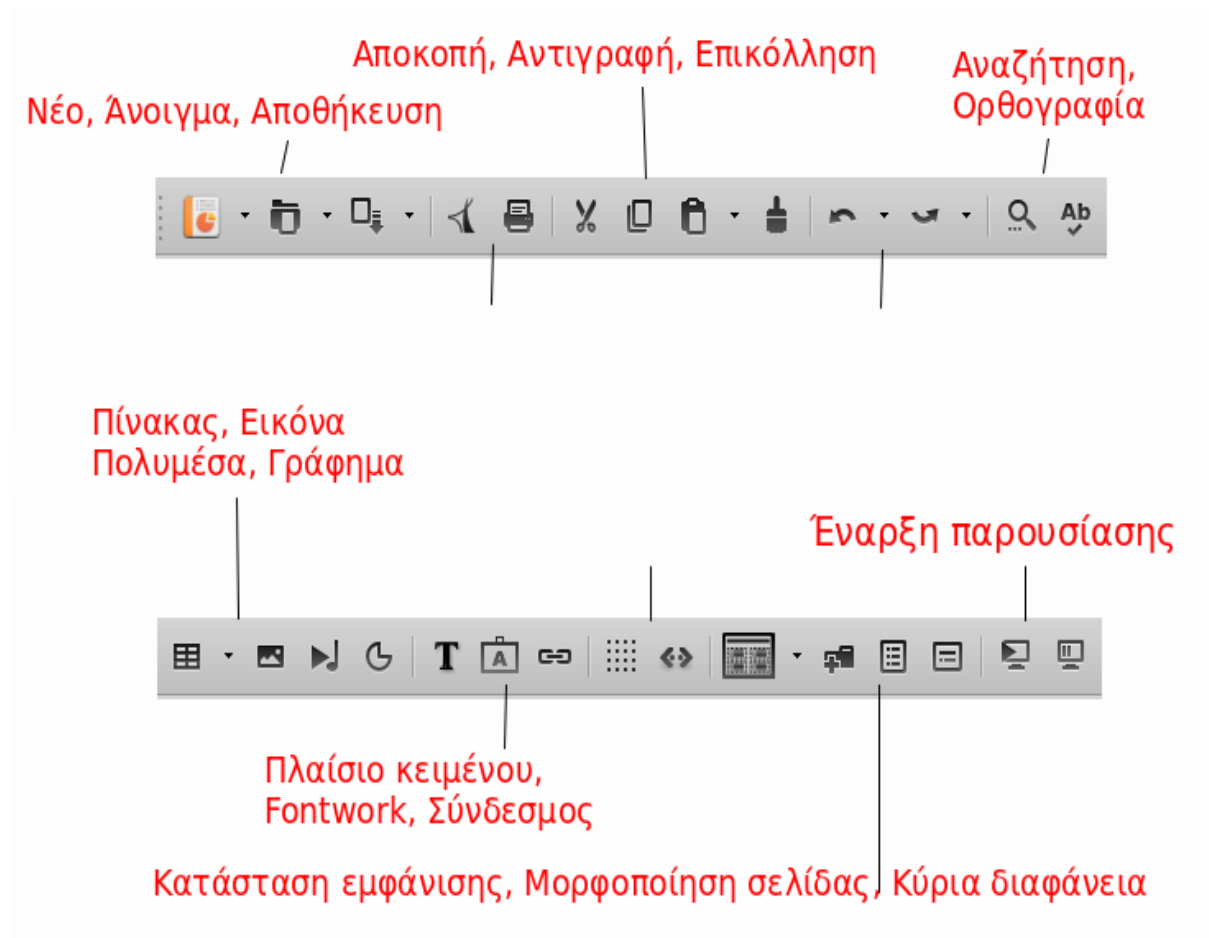 Αποκοπή, Αντιγραφή, Επικόλληση
Αναζήτηση,
Ορθογραφία
Νέο, Άνοιγμα, Αποθήκευση
Ab
Πίνακας, Εικόνα
Πολυμέσα, Γράφημα
Έναρξη παρουσίασης
T
A
Πλαίσιο κειμένου,
Fontwork, Σύνδεσμος
Κατάσταση εμφάνισης, Μορφοποίηση σελίδας, Κύρια διαφάνεια